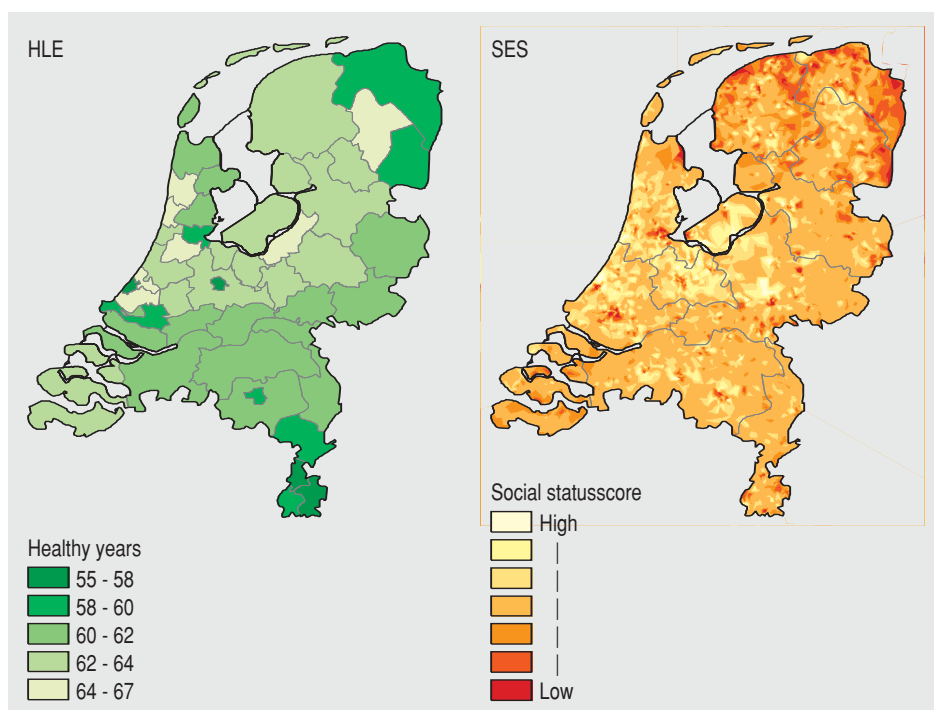 HLE
Healthy years
55 - 58
58 - 60
60 - 62
62 - 64
64 - 67
SES
Social statusscore
High
|
|
|
|
|
Low